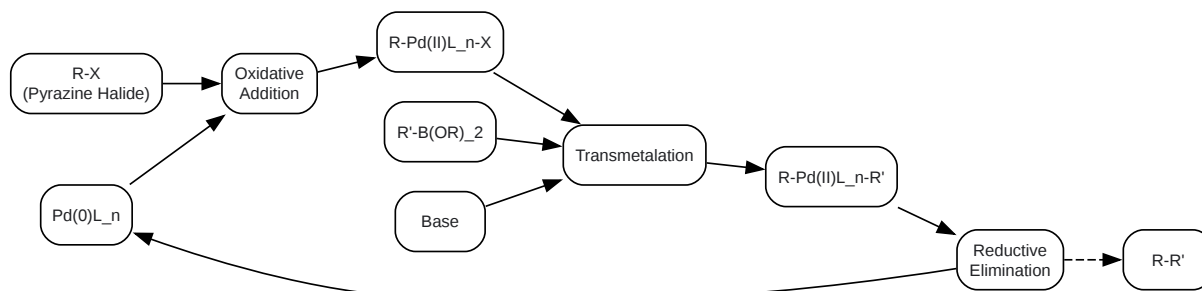 R-X
(Pyrazine Halide)
Oxidative
Addition
R-Pd(II)L_n-X
R'-B(OR)_2
Base
Pd(0)L_n
Transmetalation
R-Pd(II)L_n-R'
Reductive
Elimination
R-R'